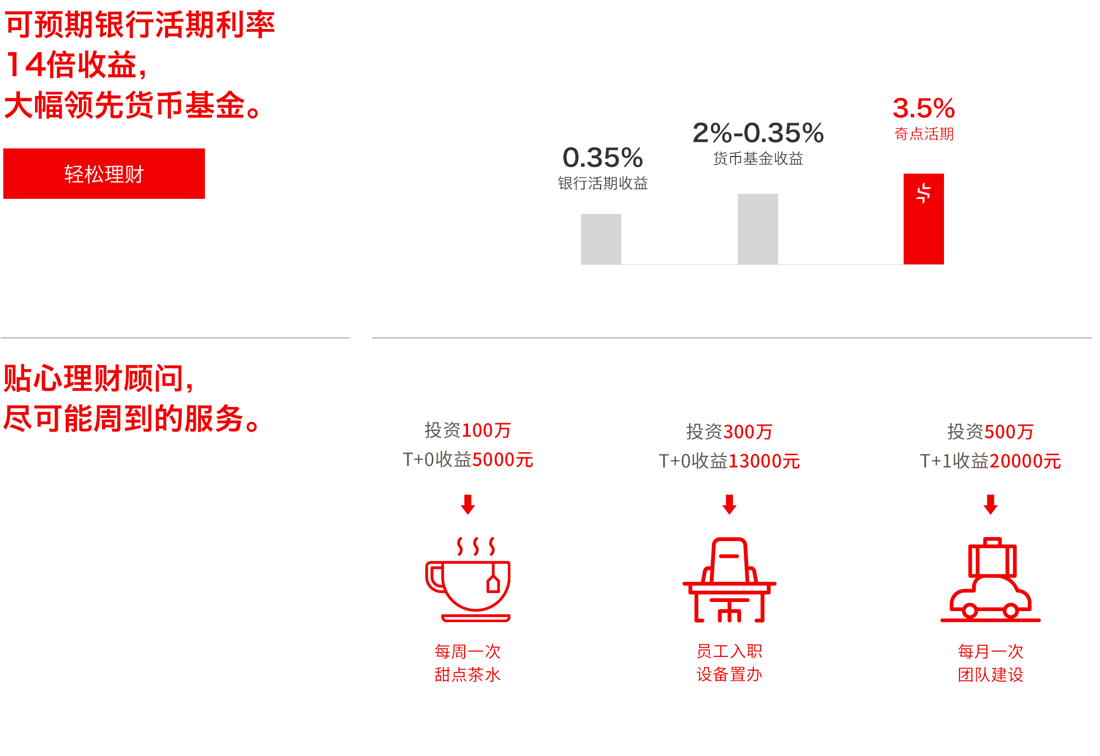 可预期银行活期利率
14倍收益,
大幅领先货币基金。
轻松理财
0.35%
银行活期收益
2%-0.35%
货币基金收益
3.5%
奇点活期
贴心理财顾问,
尽可能周到的服务。
投资100万
T+0收益5000元
每周一次
甜点茶水
投资300万
T+0收益13000元
员工入职
设备置办
投资500万
T+1收益20000元
每月一次
团队建设